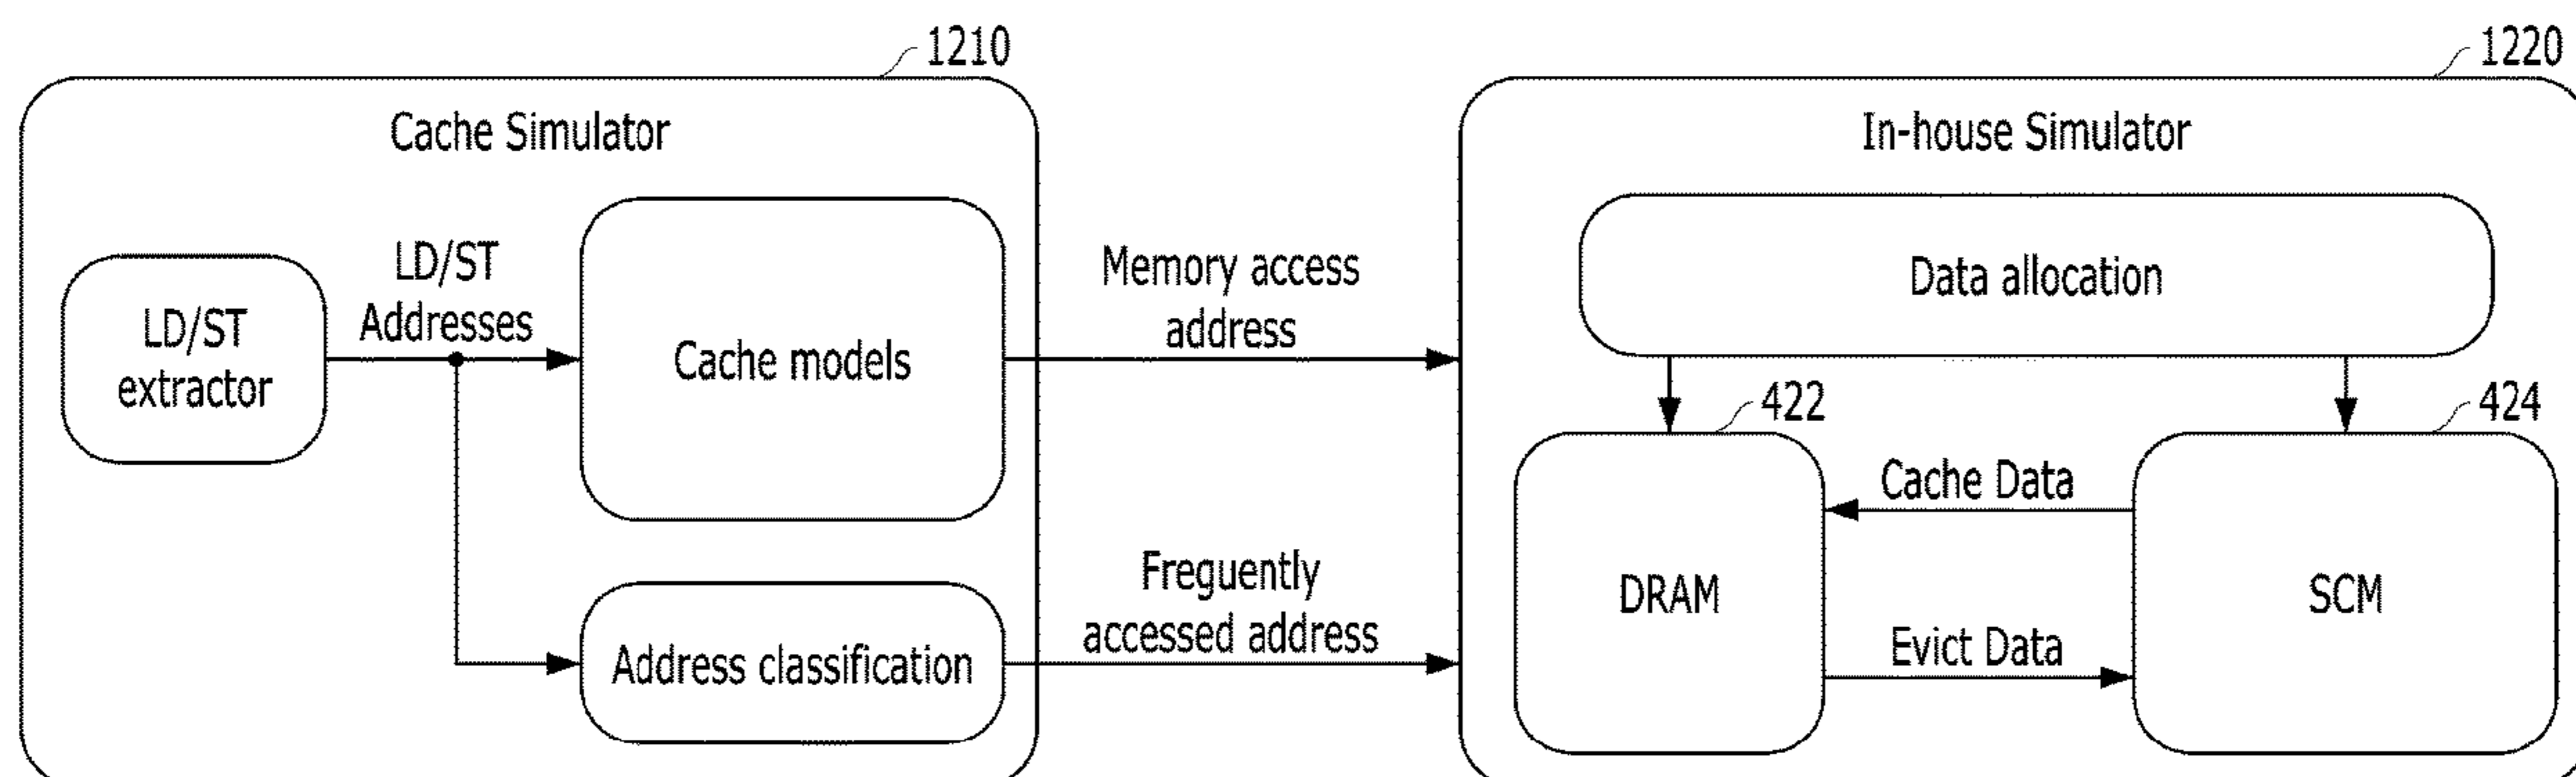 1210
1220
Cache Simulator
In-house Simulator
LD/ST
extractor
LD/ST
Addresses
Cache models
Address classification
Memory access
address
Freguently
accessed address
Data allocation
422
424
DRAM
Cache Data
Evict Data
SCM